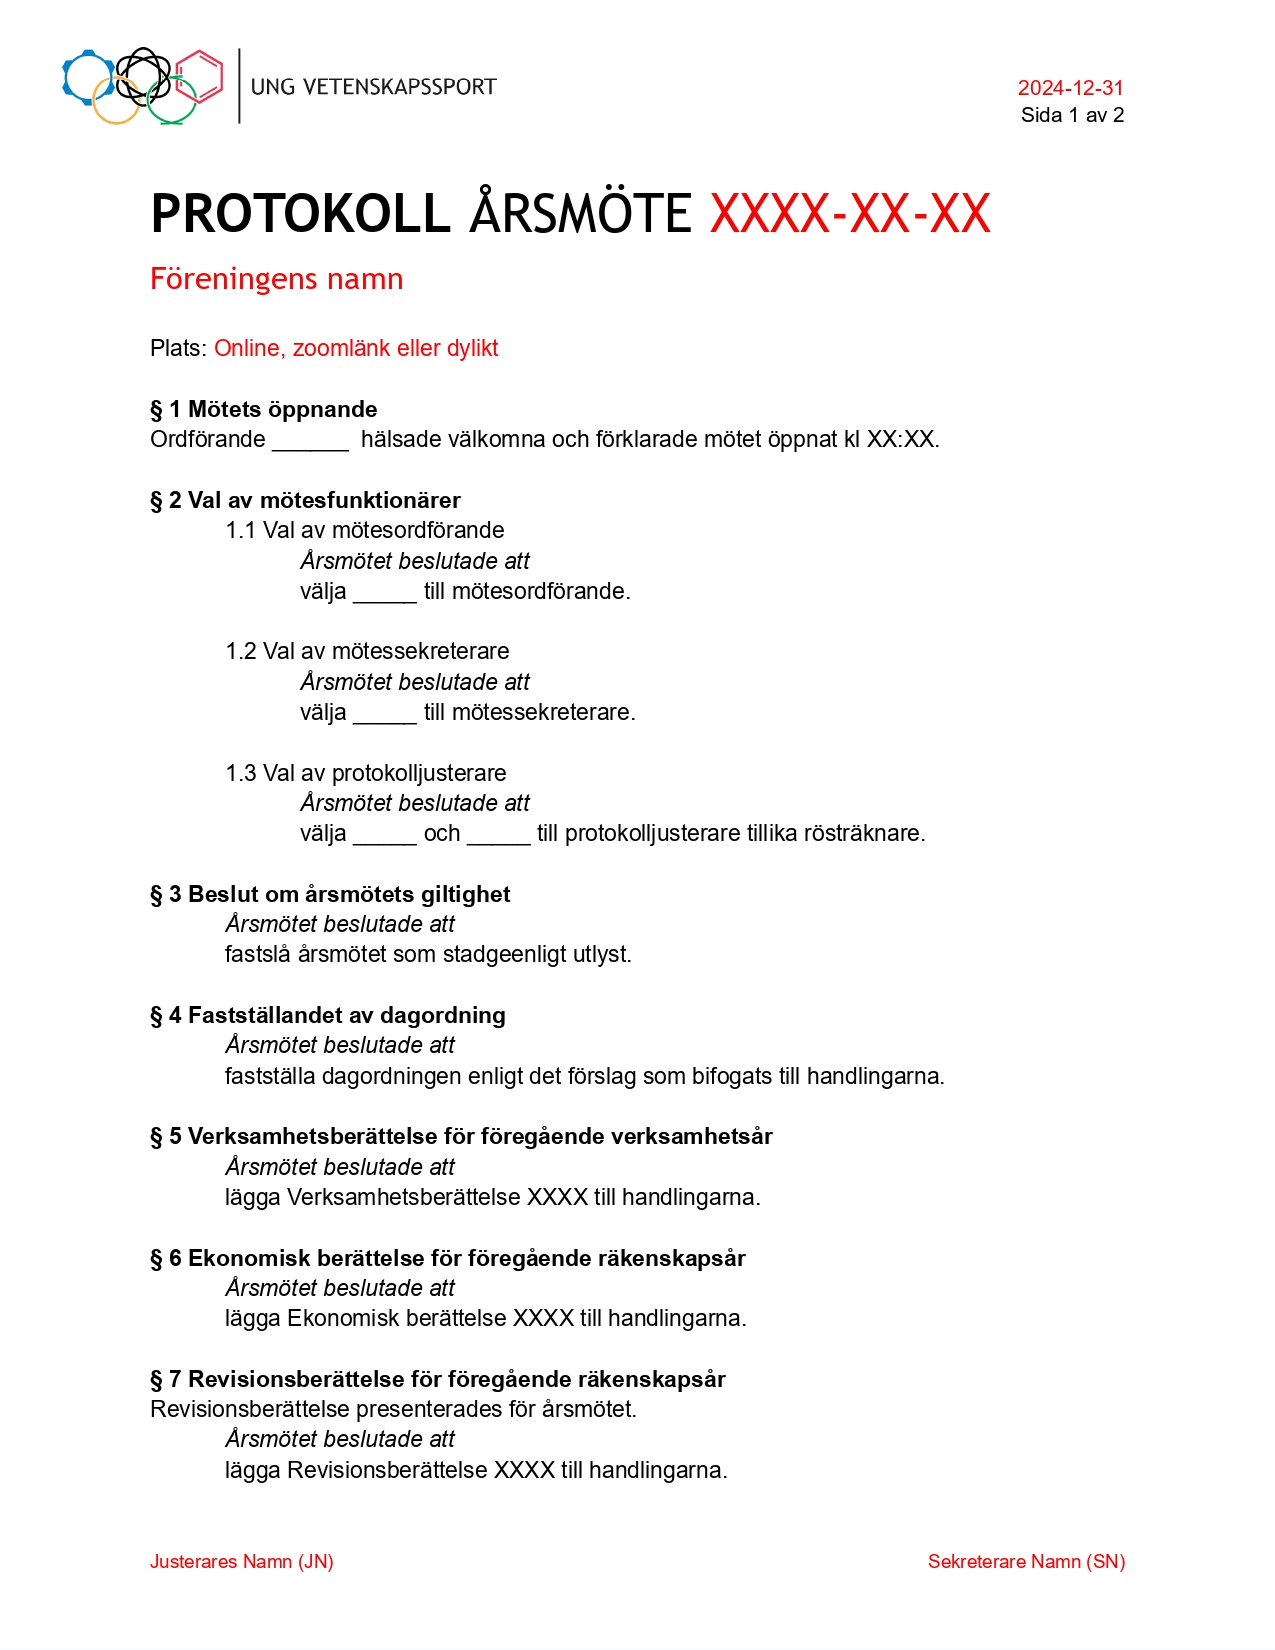 UNG VETENSKAPSSPORT
2024-12-31
Sida 1 av 2
PROTOKOLL ÅRSMÖTE XXXX-XX-XX
Föreningens namn
Plats: Online, zoomlänk eller dylikt
§ 1 Mötets öppnande
Ordförande ______  hälsade välkomna och förklarade mötet öppnat kl XX:XX.
§ 2 Val av mötesfunktionärer
1.1 Val av mötesordförande
Årsmötet beslutade att
välja _____ till mötesordförande.
1.2 Val av mötessekreterare
Årsmötet beslutade att
välja _____ till mötessekreterare.
1.3 Val av protokolljusterare
Årsmötet beslutade att
välja _____ och _____ till protokolljusterare tillika rösträknare.
§ 3 Beslut om årsmötets giltighet
Årsmötet beslutade att
fastslå årsmötet som stadgeenligt utlyst.
§ 4 Fastställandet av dagordning
Årsmötet beslutade att
fastställa dagordningen enligt det förslag som bifogats till handlingarna.
§ 5 Verksamhetsberättelse för föregående verksamhetsår
Årsmötet beslutade att
lägga Verksamhetsberättelse XXXX till handlingarna.
§ 6 Ekonomisk berättelse för föregående räkenskapsår
Årsmötet beslutade att
lägga Ekonomisk berättelse XXXX till handlingarna.
§ 7 Revisionsberättelse för föregående räkenskapsår
Revisionsberättelse presenterades för årsmötet.
Årsmötet beslutade att
lägga Revisionsberättelse XXXX till handlingarna.
Justerares Namn (JN)
Sekreterare Namn (SN)